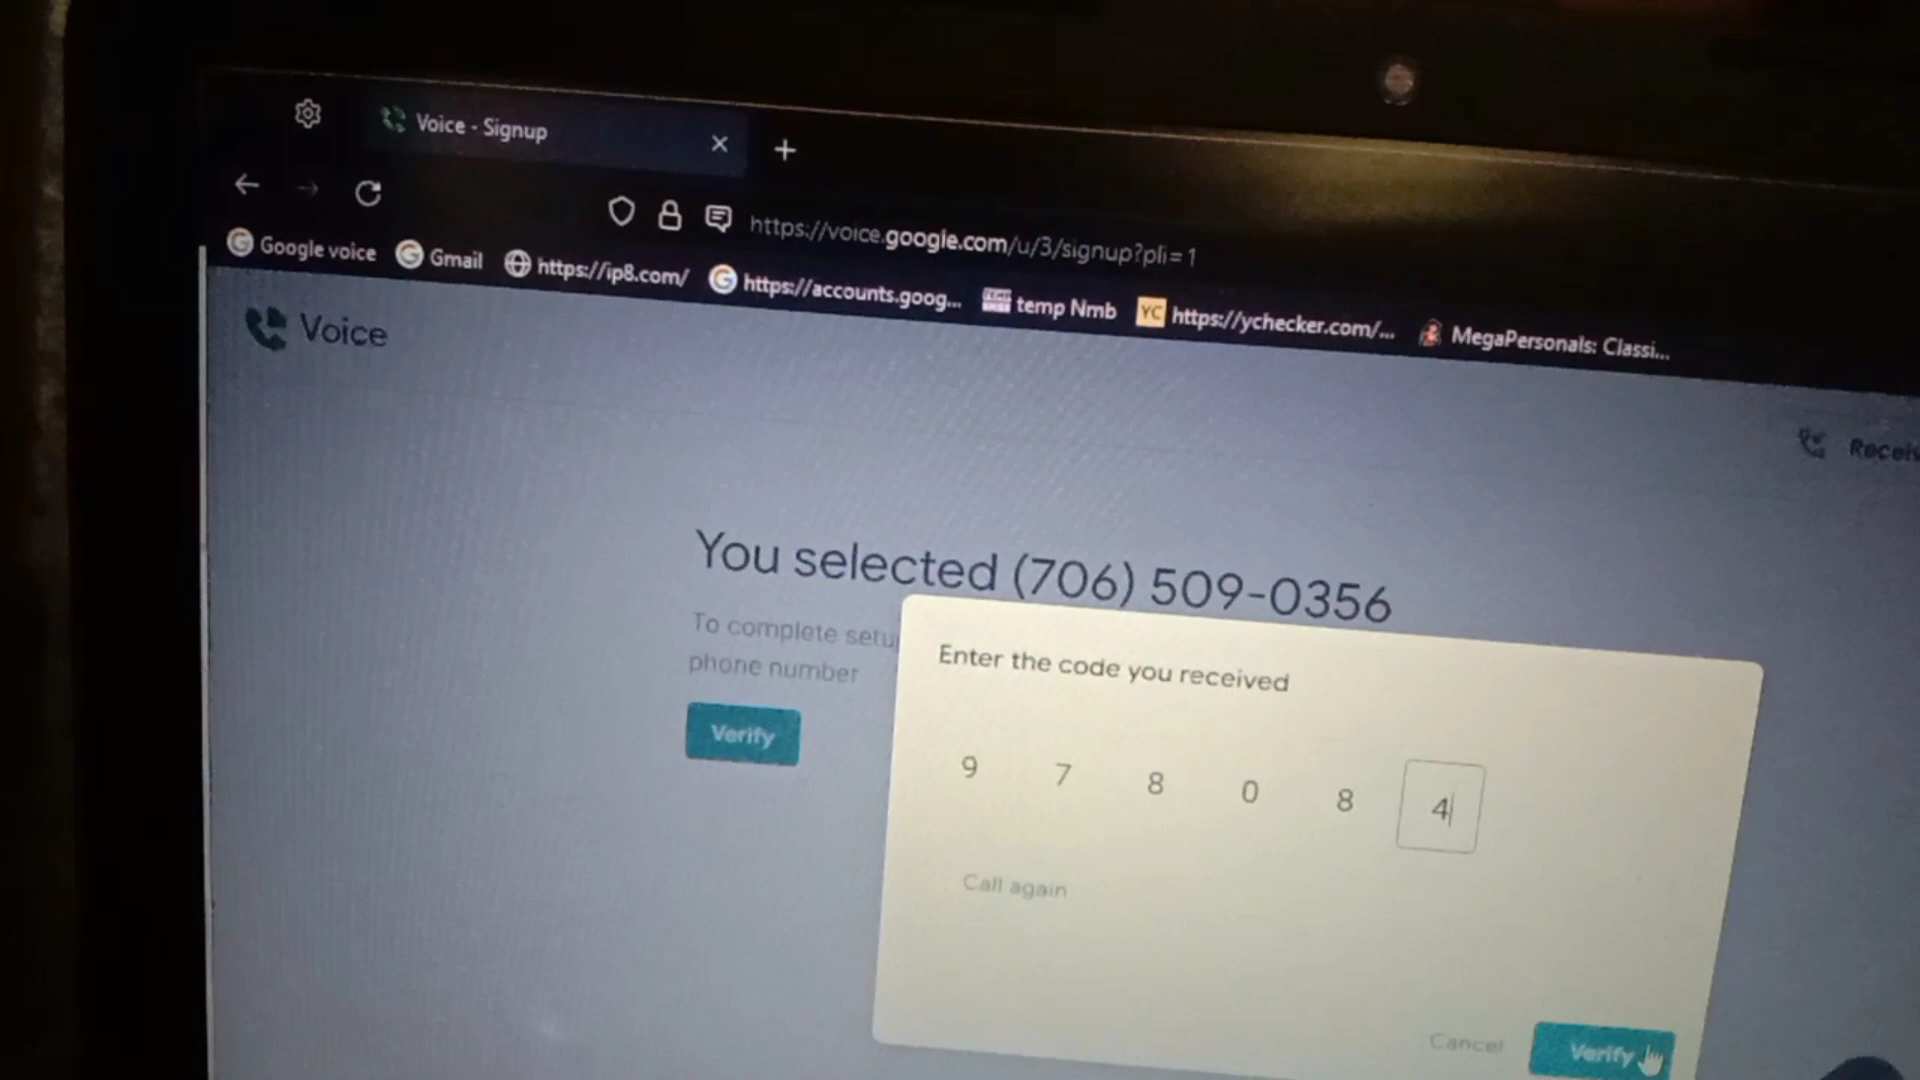 Voice - Signup
https://voice.google.com/u/3/signup?pli=1
Google voice Gmail https://ip8.com/ https://accounts.goog... temp Nmb YC https://ychecker.com/... MegaPersonals: Classi...
Voice
You selected (706) 509-0356
To complete setu
phone number
Verify
Enter the code you received
9 7 8 0 8 4
Call again
Cancel Verify